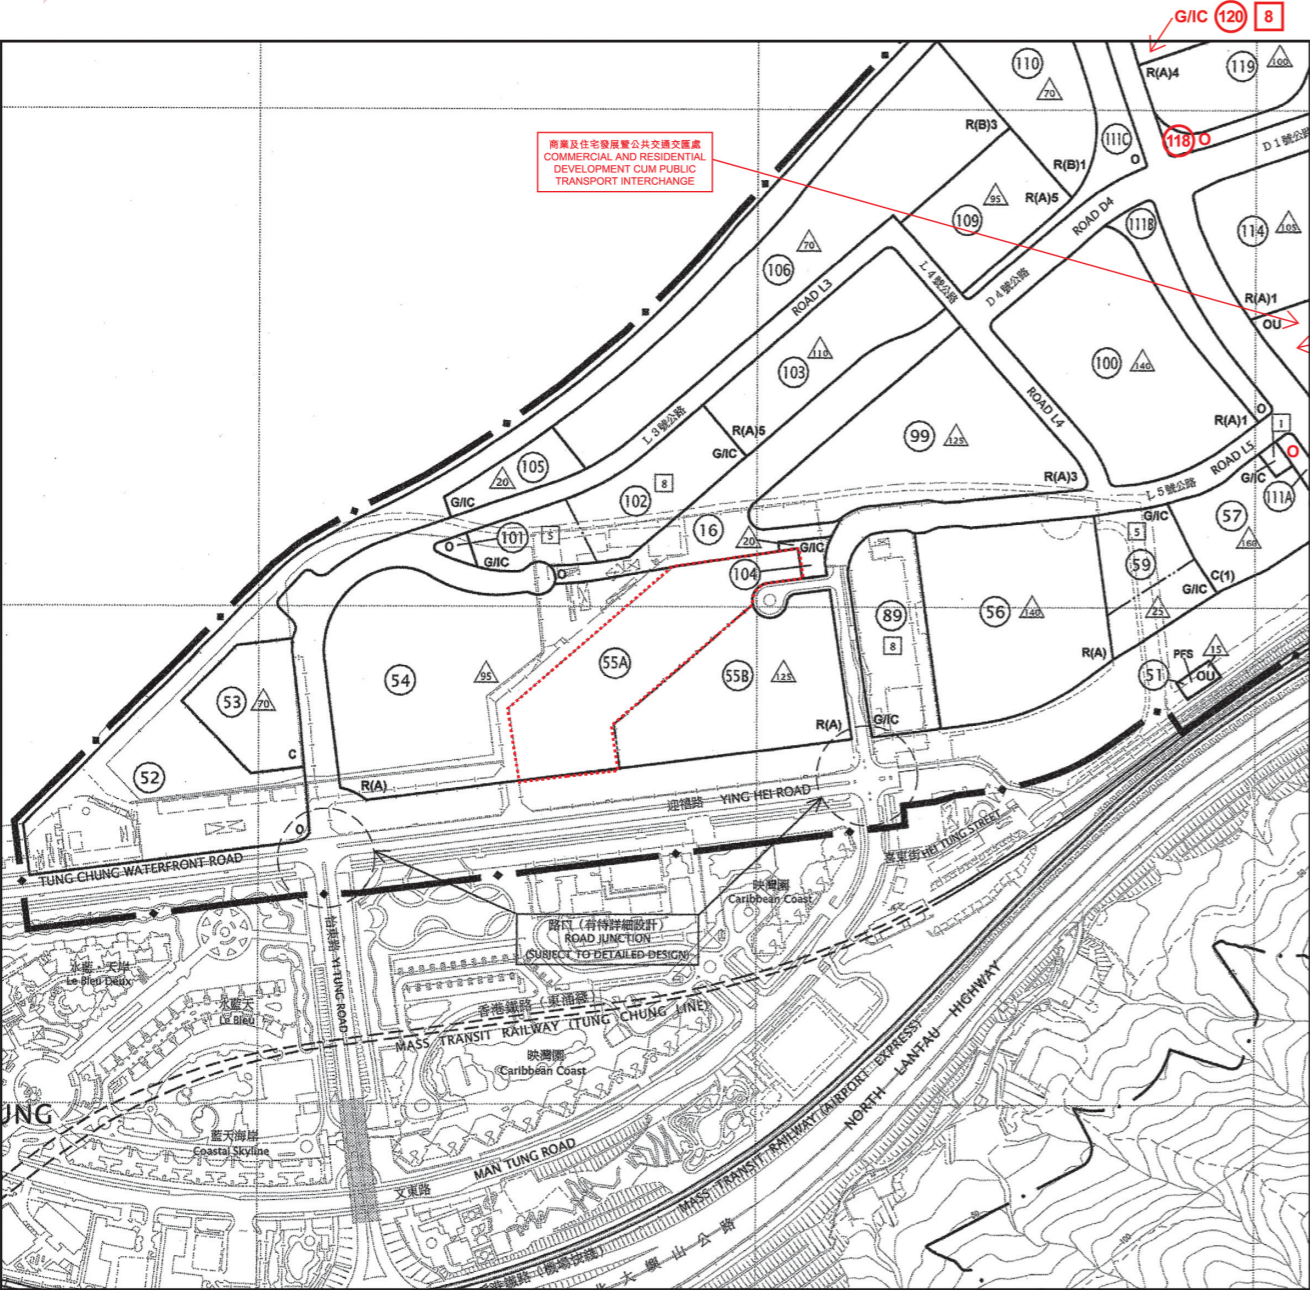 G/IC 120 8
110
70
R(A)4
119
100
R(B)3
111C
O
118 O
D 1 號公路
商業及住宅發展暨公共交通交匯處
COMMERCIAL AND RESIDENTIAL
DEVELOPMENT CUM PUBLIC
TRANSPORT INTERCHANGE
R(B)1
R(A)5
95
109
ROAD D4
111B
114
105
106
70
L 4 號公路
D 4 號公路
ROAD L3
R(A)1
OU
103
110
100
140
L 3 號公路
R(A)5
G/IC
99
125
ROAD L4
R(A)1
O
1
O
105
20
G/IC
102
8
R(A)3
ROAD L5
L 5 號公路
G/IC
111A
101
5
O
G/IC
16
20
G/IC
G/IC
5
57
160
O
104
59
G/IC
C(1)
89
8
56
140
25
55A
54
95
55B
125
R(A)
PFS
15
51
OU
53
70
C
R(A)
G/IC
52
R(A)
迎禧路 YING HEI ROAD
O
TUNG CHUNG WATERFRONT ROAD
喜東街 HEI TUNG STREET
映灣園
Caribbean Coast
路口 (有待詳細設計)
ROAD JUNCTION
(SUBJECT TO DETAILED DESIGN)
怡東路 YI TUNG ROAD
水藍．天岸
Le Bleu Deux
水藍天
Le Bleu
香港鐵路 (東涌綫)
MASS TRANSIT RAILWAY (TUNG CHUNG LINE)
映灣園
Caribbean Coast
NORTH LANTAU HIGHWAY
MASS TRANSIT RAILWAY (AIRPORT EXPRESS)
UNG
藍天海岸
Coastal Skyline
MAN TUNG ROAD
文東路
香港鐵路 (機場快綫)
北大嶼山公路